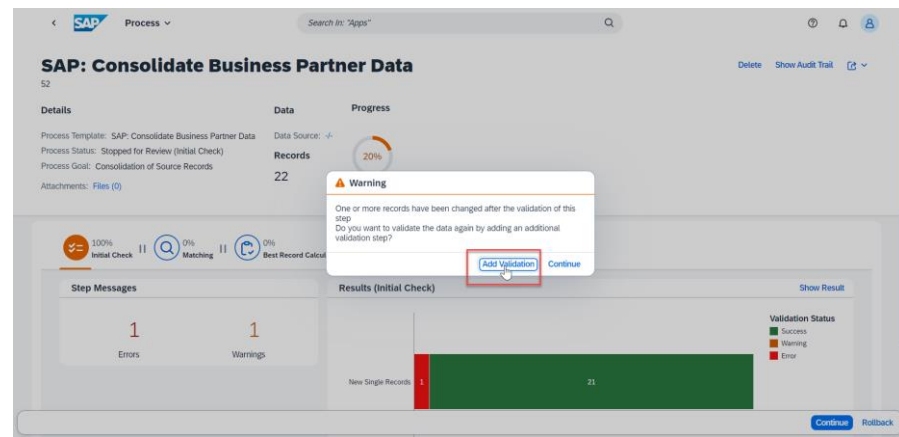 SAP Process
Search In: "Apps"
SAP: Consolidate Business Partner Data
52
Delete Show Audit Trail
Details
Data
Progress
Process Template: SAP: Consolidate Business Partner Data
Data Source: -/-
Process Status: Stopped for Review (Initial Check)
Records
20%
Process Goal: Consolidation of Source Records
22
Attachments: Files (0)
Warning
One or more records have been changed after the validation of this
step
Do you want to validate the data again by adding an additional
validation step?
Add Validation Continue
100%
Initial Check
0%
Matching
0%
Best Record Calcul
Step Messages
1
Errors
1
Warnings
Results (Initial Check)
Show Result
Validation Status
Success
Warning
Error
New Single Records 1 21
Continue Rollback